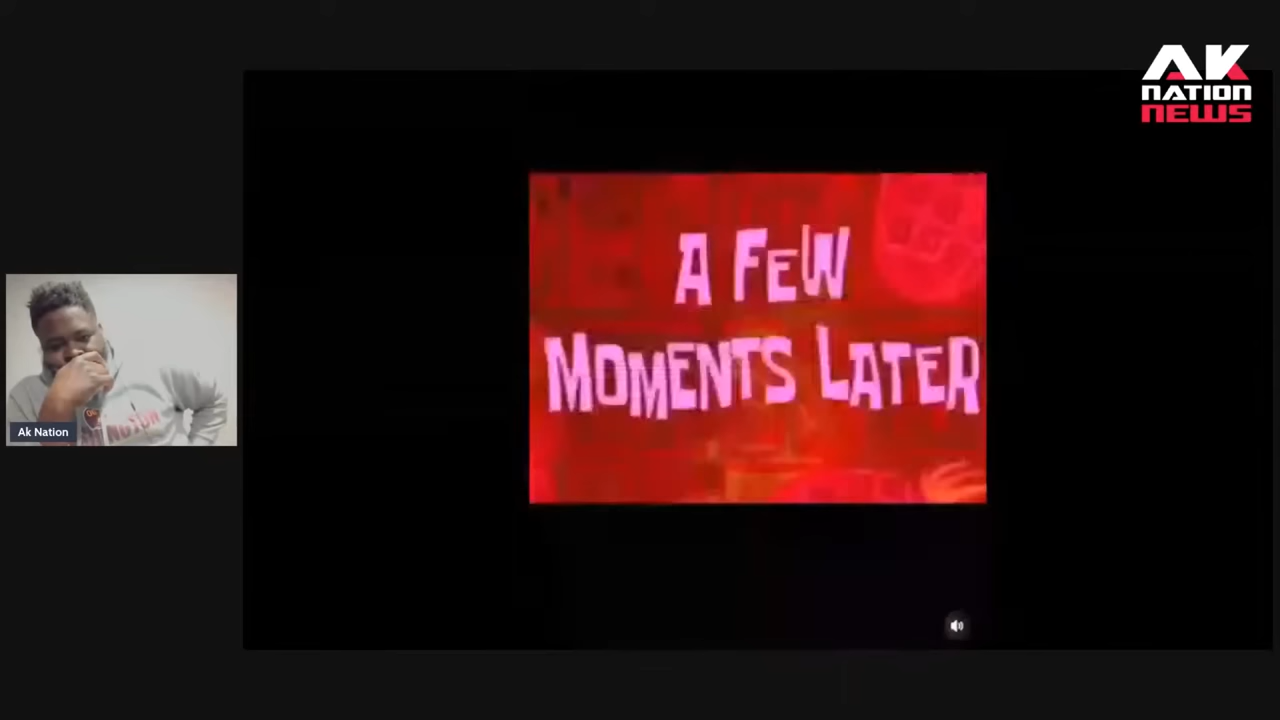 AK
NATION
NEWS
A FEW
MOMENTS LATER
Ak Nation